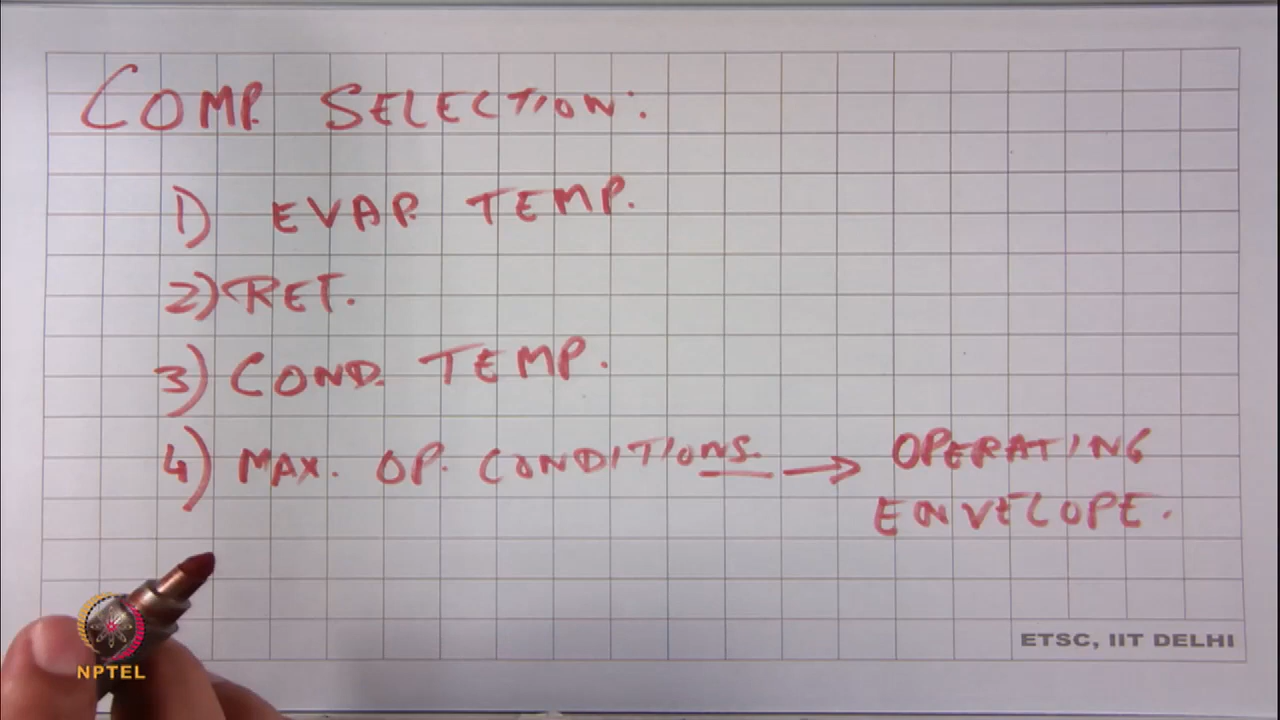 COMP. SELECTION:
1) EVAP. TEMP.
2) RET.
3) COND. TEMP.
4) MAX. OP. CONDITIONS. → OPERATING
ENVELOPE.
ETSC, IIT DELHI
NPTEL